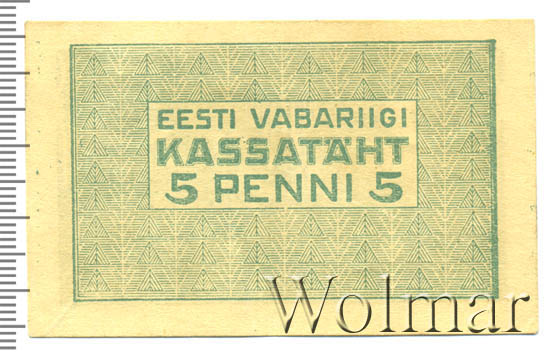 EESTI VABARIIGI
KASSATÄHT
5 PENNI 5
Wolmar